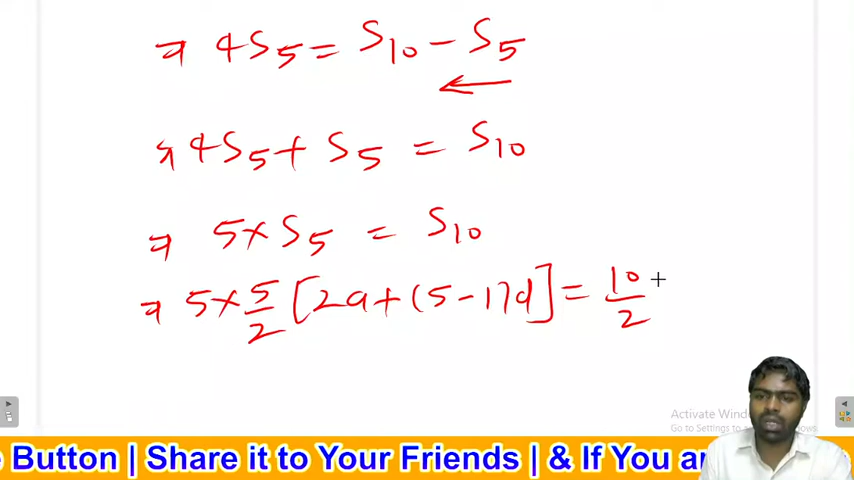 ⇒ 4S₅ = S₁₀ − S₅
⇒ 4S₅ + S₅ = S₁₀
⇒ 5 × S₅ = S₁₀
⇒ 5 × 5/2 [2a + (5 − 1)d] = 10/2
Activate Wind
Go to Settings to a
e Button | Share it to Your Friends | & If You ar